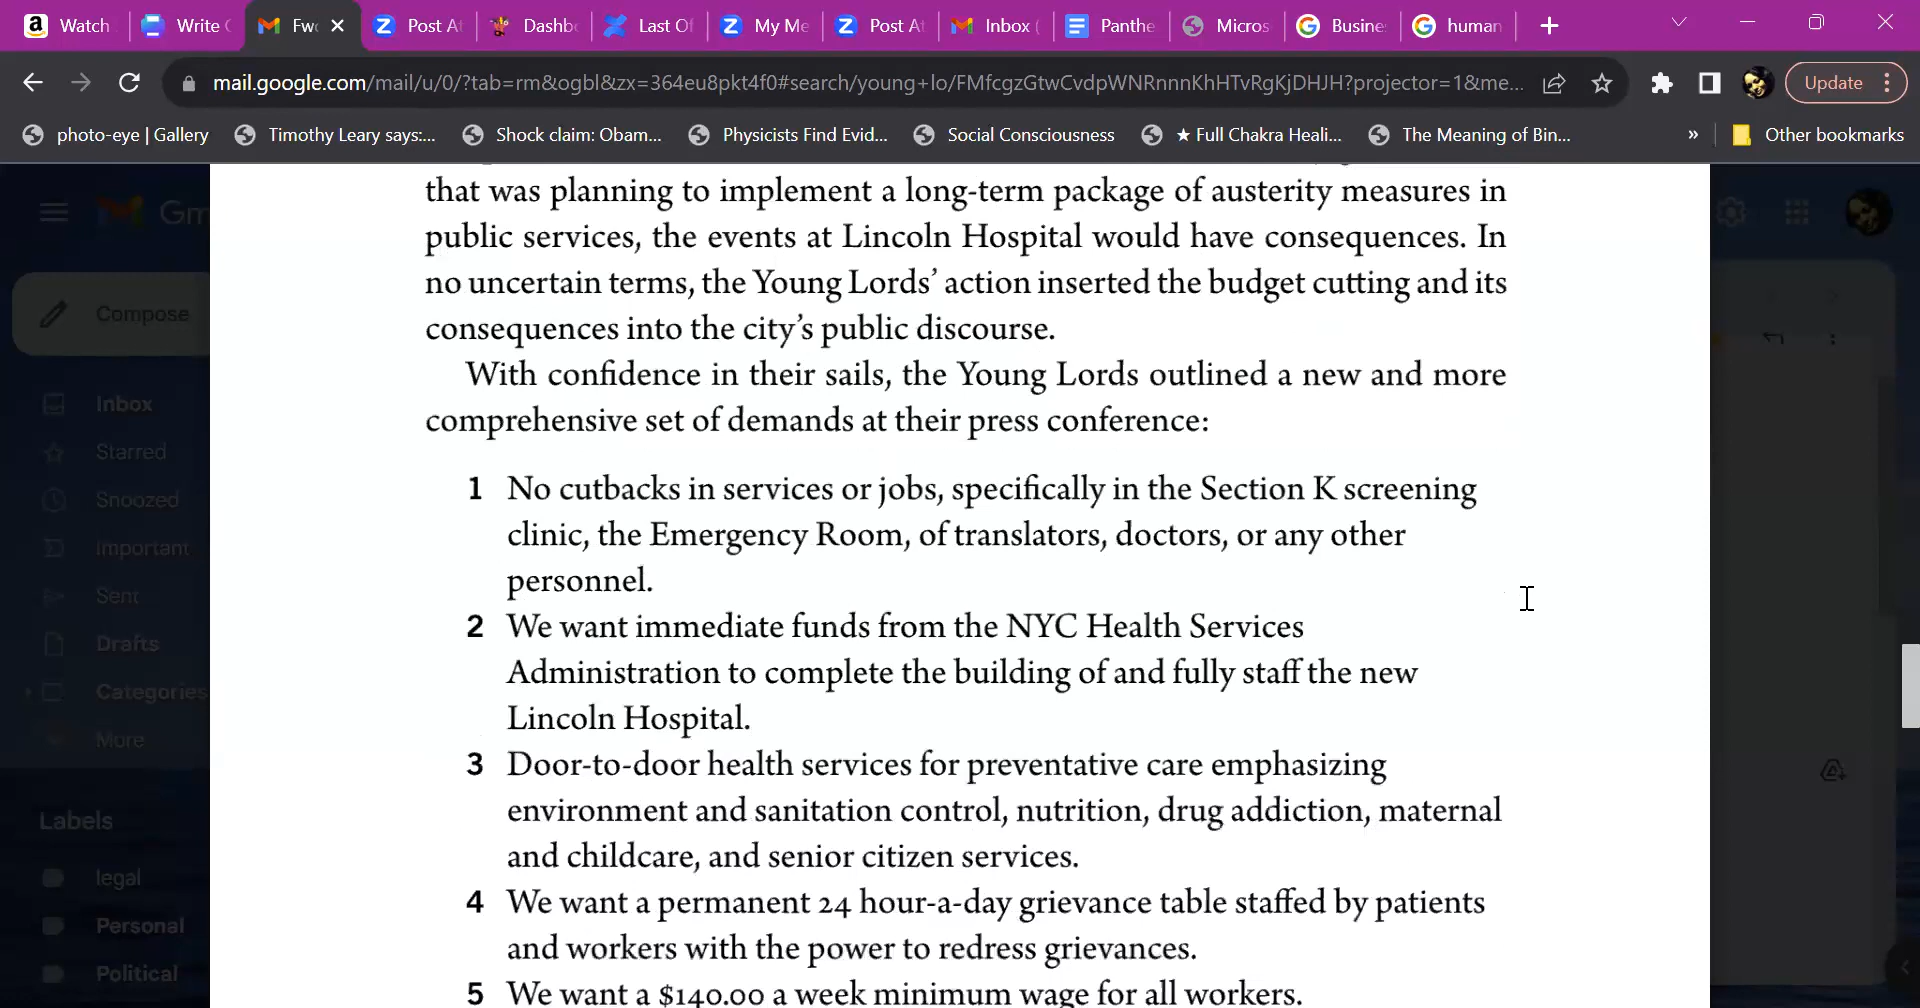 Watch
Write C
Fwd
Post At
Dashb
Last Of
My Me
Post At
Inbox (
Panthe
Micros
Busine
human
mail.google.com/mail/u/0/?tab=rm&ogbl&zx=364eu8pkt4f0#search/young+lo/FMfcgzGtwCvdpWNRnnnKhHTvRgKjDHJH?projector=1&me...
Update
photo-eye | Gallery
Timothy Leary says:...
Shock claim: Obam...
Physicists Find Evid...
Social Consciousness
★ Full Chakra Heali...
The Meaning of Bin...
»
Other bookmarks
Gm
Compose
Inbox
Starred
Snoozed
Important
Sent
Drafts
Categories
More
Labels
legal
Personal
Political
that was planning to implement a long-term package of austerity measures in
public services, the events at Lincoln Hospital would have consequences. In
no uncertain terms, the Young Lords’ action inserted the budget cutting and its
consequences into the city’s public discourse.
With confidence in their sails, the Young Lords outlined a new and more
comprehensive set of demands at their press conference:
1 No cutbacks in services or jobs, specifically in the Section K screening
clinic, the Emergency Room, of translators, doctors, or any other
personnel.
2 We want immediate funds from the NYC Health Services
Administration to complete the building of and fully staff the new
Lincoln Hospital.
3 Door-to-door health services for preventative care emphasizing
environment and sanitation control, nutrition, drug addiction, maternal
and childcare, and senior citizen services.
4 We want a permanent 24 hour-a-day grievance table staffed by patients
and workers with the power to redress grievances.
5 We want a $140.00 a week minimum wage for all workers.